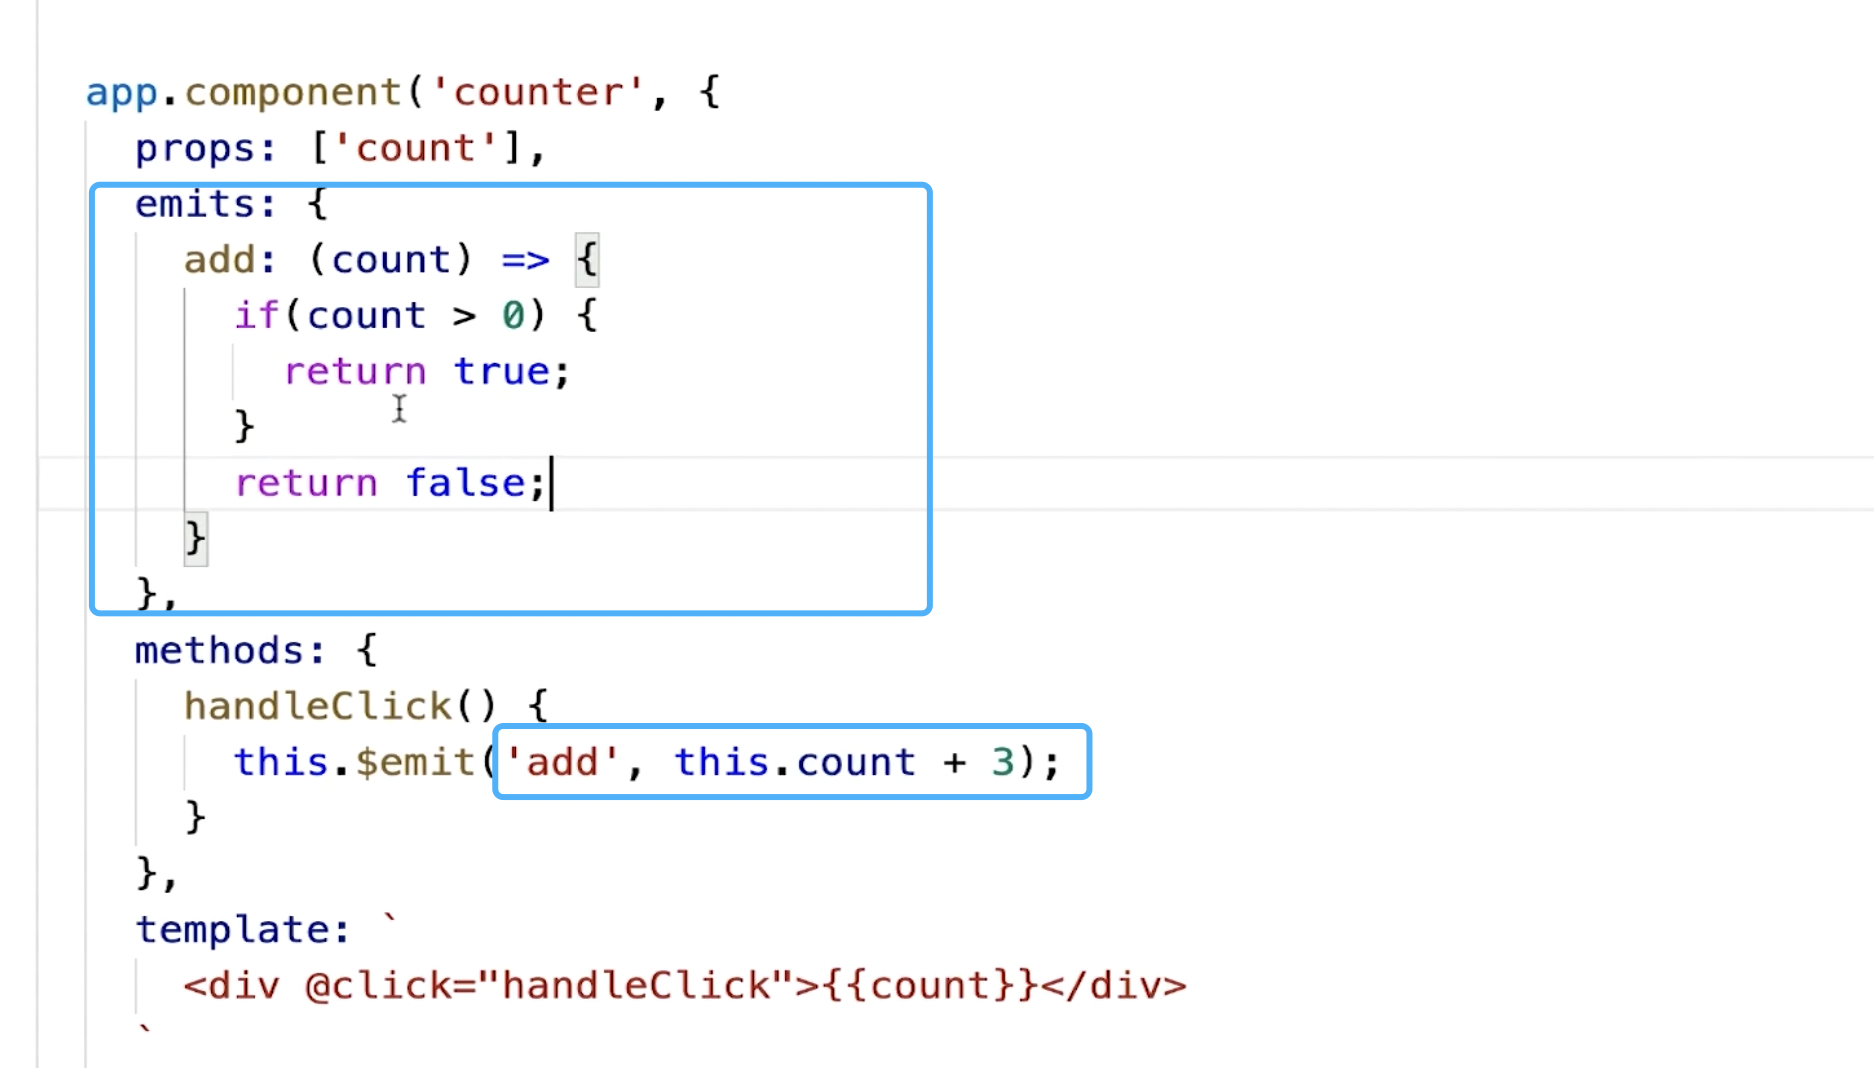 app.component('counter', {
  props: ['count'],
  emits: {
    add: (count) => {
      if(count > 0) {
        return true;
      }
      return false;
    }
  },
  methods: {
    handleClick() {
      this.$emit('add', this.count + 3);
    }
  },
  template: `
    <div @click="handleClick">{{count}}</div>
  `